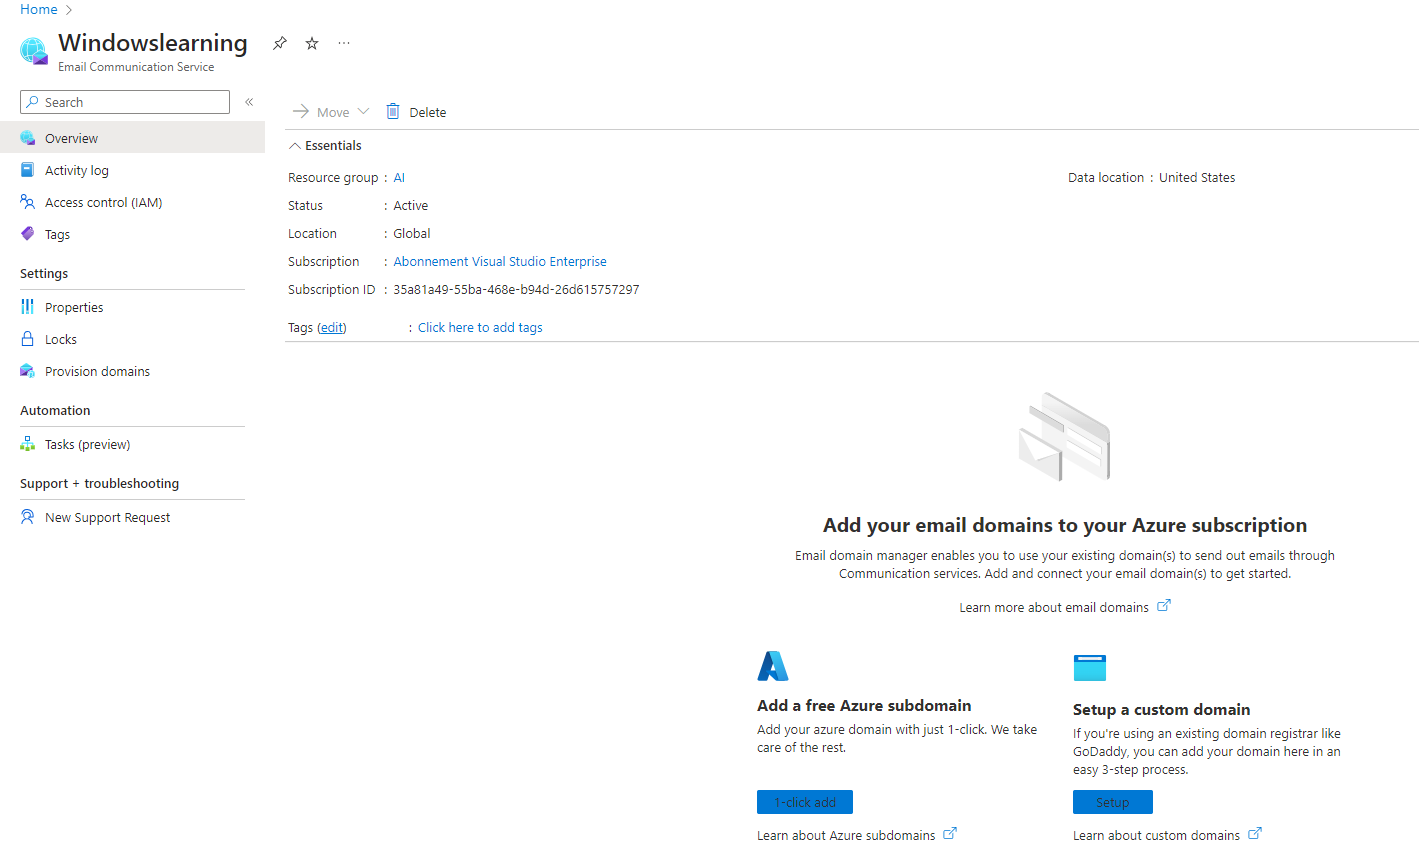 Home
Windowslearning
Email Communication Service
Search
Overview
Activity log
Access control (IAM)
Tags
Settings
Properties
Locks
Provision domains
Automation
Tasks (preview)
Support + troubleshooting
New Support Request
Move
Delete
Essentials
Resource group : AI
Data location : United States
Status : Active
Location : Global
Subscription : Abonnement Visual Studio Enterprise
Subscription ID : 35a81a49-55ba-468e-b94d-26d615757297
Tags (edit) : Click here to add tags
Add your email domains to your Azure subscription
Email domain manager enables you to use your existing domain(s) to send out emails through
Communication services. Add and connect your email domain(s) to get started.
Learn more about email domains
Add a free Azure subdomain
Add your azure domain with just 1-click. We take
care of the rest.
1-click add
Learn about Azure subdomains
Setup a custom domain
If you're using an existing domain registrar like
GoDaddy, you can add your domain here in an
easy 3-step process.
Setup
Learn about custom domains